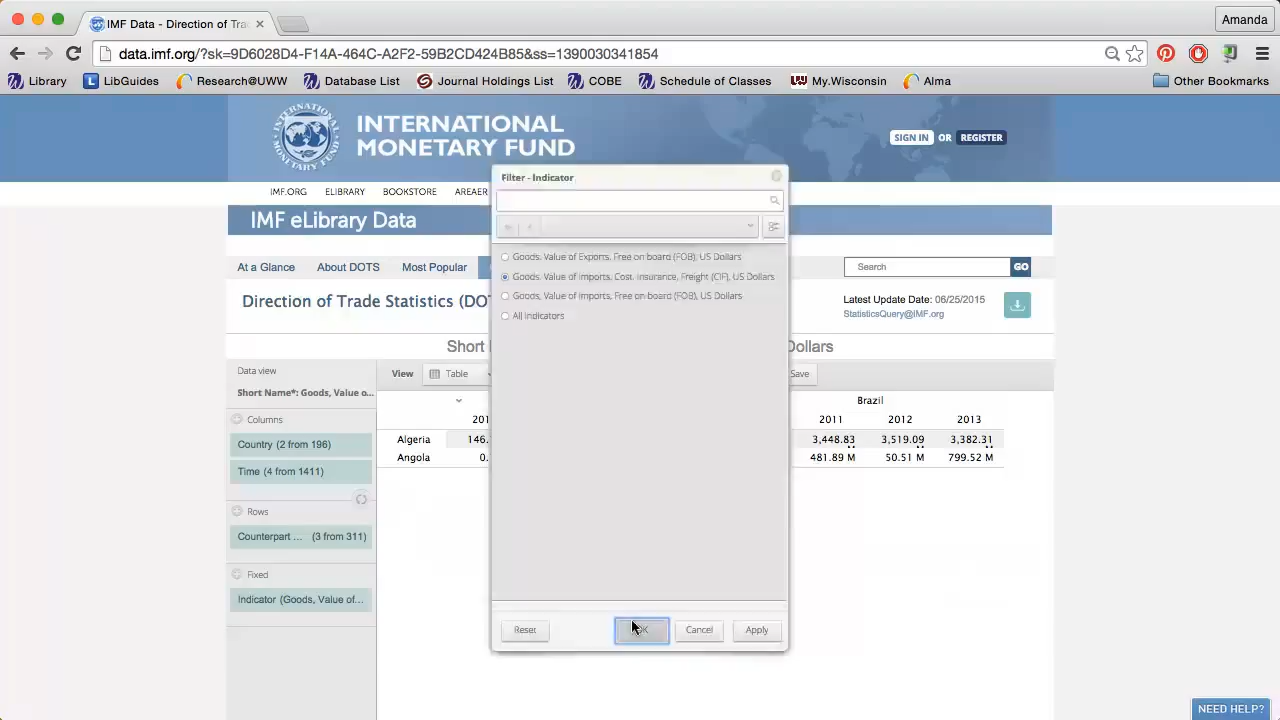 IMF Data - Direction of Tra
Amanda
data.imf.org/?sk=9D6028D4-F14A-464C-A2F2-59B2CD424B85&ss=1390030341854
Library LibGuides Research@UWW Database List Journal Holdings List COBE Schedule of Classes My.Wisconsin Alma Other Bookmarks
INTERNATIONAL
MONETARY FUND
SIGN IN OR REGISTER
IMF.ORG ELIBRARY BOOKSTORE AREAER
IMF eLibrary Data
At a Glance About DOTS Most Popular
Search GO
Direction of Trade Statistics (DO
Latest Update Date: 06/25/2015
StatisticsQuery@IMF.org
Short
Dollars
Data view
Short Name*: Goods, Value o...
View Table
Save
Columns
Country (2 from 196)
Time (4 from 1411)
Rows
Counterpart ... (3 from 311)
Fixed
Indicator (Goods, Value of...
Brazil
201 2011 2012 2013
Algeria 146. 3,448.83 M 3,519.09 M 3,382.31 M
Angola 0. 481.89 M 50.51 M 799.52 M
Filter - Indicator
Goods, Value of Exports, Free on board (FOB), US Dollars
Goods, Value of Imports, Cost, Insurance, Freight (CIF), US Dollars
Goods, Value of Imports, Free on board (FOB), US Dollars
All Indicators
Reset Cancel Apply
NEED HELP?